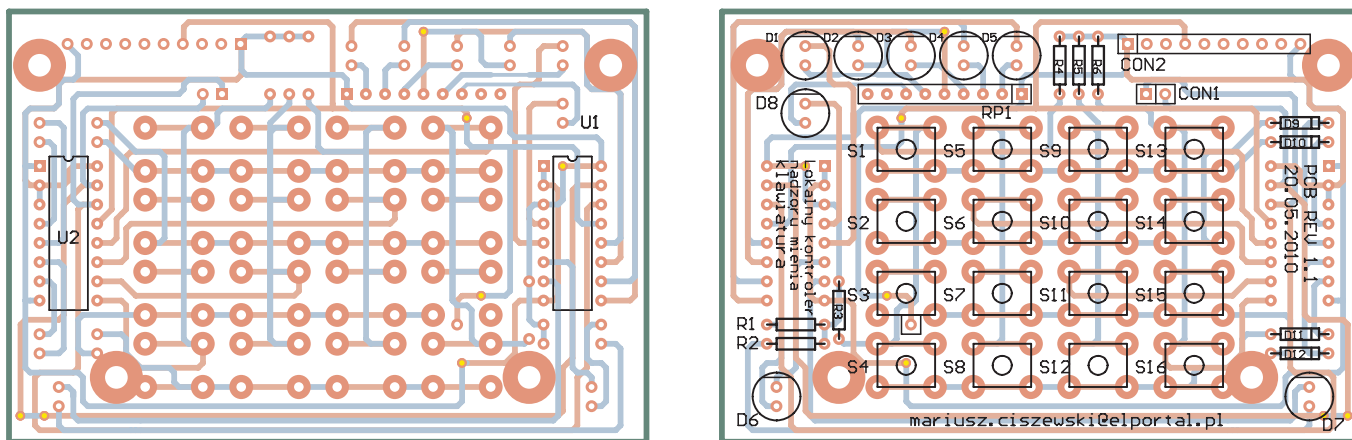 U1
U2
D1 D2 D3 D4 D5
R4 R5 R6
CON2
D8
RP1
CON1
D9
D10
S1 S5 S9 S13
Lokalny kontroler
nadzoru mienia
klawiatura
PCB REV 1.1
20.05.2010
S2 S6 S10 S14
S3 S7 S11 S15
R3
R1
R2
D11
D12
S4 S8 S12 S16
D6
mariusz.ciszewski@elportal.pl
D7